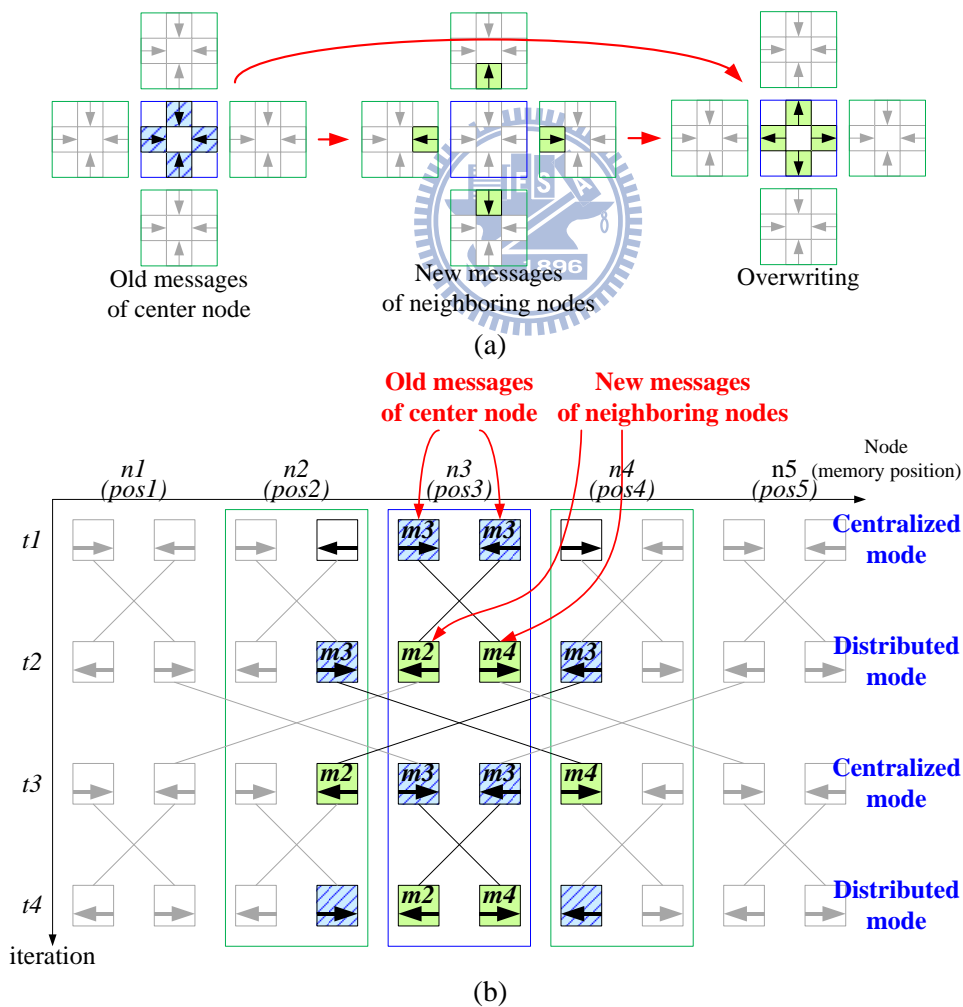 E S A
1896
Old messages
of center node
New messages
of neighboring nodes
Overwriting
(a)
Old messages
of center node
New messages
of neighboring nodes
Node
(memory position)
n1 n2 n3 n4 n5
(pos1) (pos2) (pos3) (pos4) (pos5)
t1 m3 m3 Centralized
mode
t2 m3 m2 m4 m3 Distributed
mode
t3 m2 m3 m3 m4 Centralized
mode
t4 m2 m4 Distributed
mode
iteration
(b)